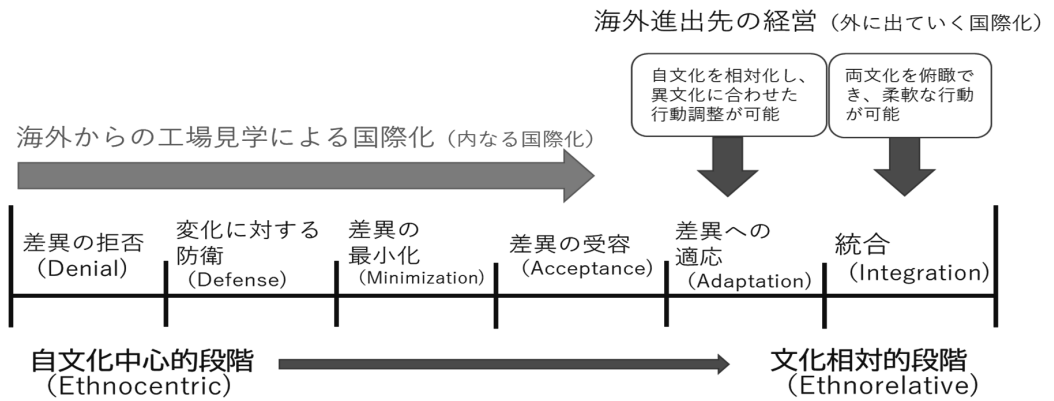 海外進出先の経営（外に出ていく国際化）
自文化を相対化し、
異文化に合わせた
行動調整が可能
両文化を俯瞰で
き、柔軟な行動
が可能
海外からの工場見学による国際化（内なる国際化）
差異の拒否
（Denial）
変化に対する
防衛
（Defense）
差異の
最小化
（Minimization）
差異の受容
（Acceptance）
差異への
適応
（Adaptation）
統合
（Integration）
自文化中心的段階
（Ethnocentric）
文化相対的段階
（Ethnorelative）